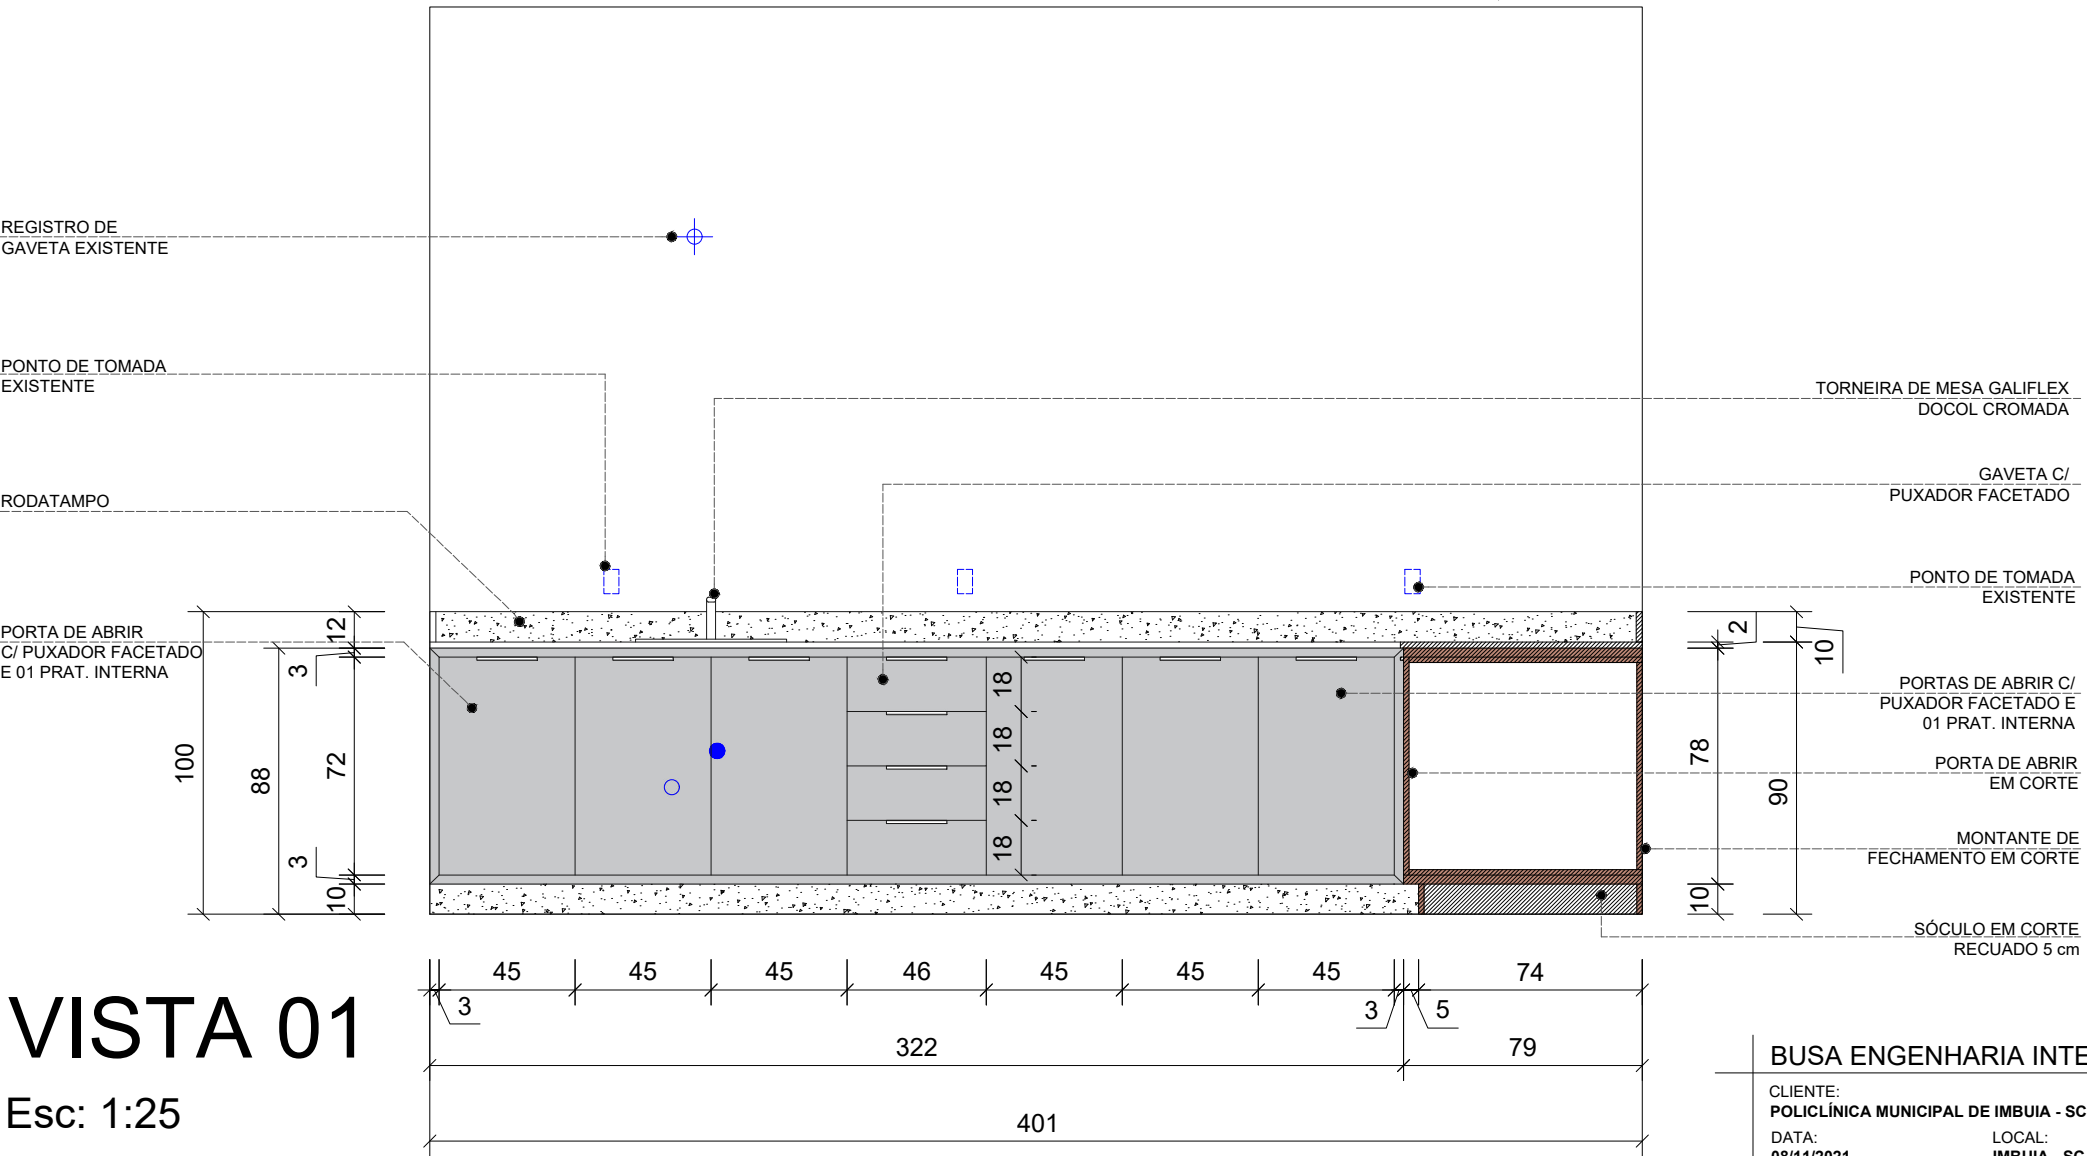 REGISTRO DE
GAVETA EXISTENTE
PONTO DE TOMADA
EXISTENTE
TORNEIRA DE MESA GALIFLEX
DOCOL CROMADA
GAVETA C/
PUXADOR FACETADO
RODATAMPO
PONTO DE TOMADA
EXISTENTE
PORTA DE ABRIR
C/ PUXADOR FACETADO
E 01 PRAT. INTERNA
PORTAS DE ABRIR C/
PUXADOR FACETADO E
01 PRAT. INTERNA
PORTA DE ABRIR
EM CORTE
MONTANTE DE
FECHAMENTO EM CORTE
SÓCULO EM CORTE
RECUADO 5 cm
100
88
12
3
72
3
10
18
18
18
18
2
10
78
90
10
45 45 45 46 45 45 45 74
3 3 5
322 79
401
VISTA 01
Esc: 1:25
BUSA ENGENHARIA INTE
CLIENTE:
POLICLÍNICA MUNICIPAL DE IMBUIA - SC
DATA: LOCAL:
08/11/2021 IMBUIA - SC